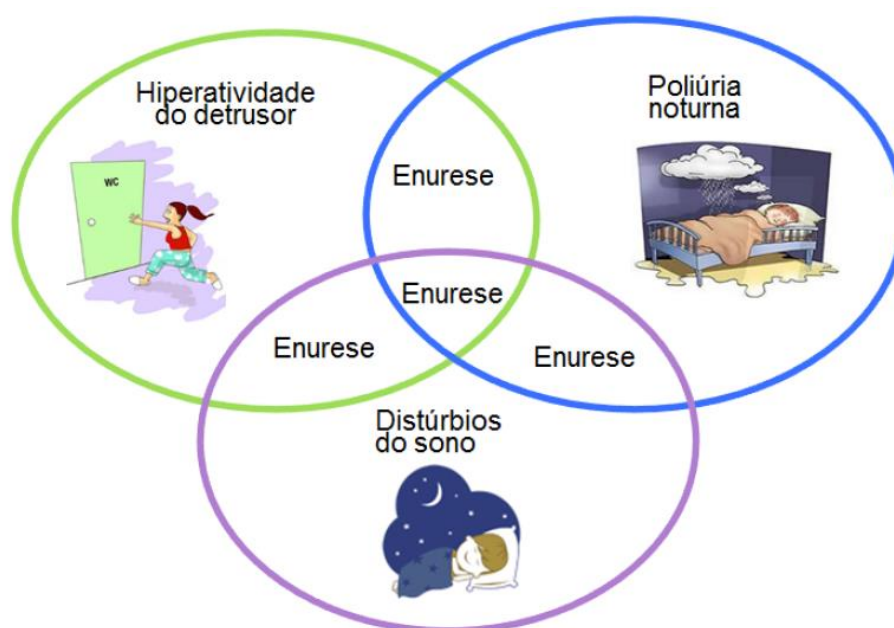 Hiperatividade
do detrusor
Poliúria
noturna
WC
Enurese
Enurese
Enurese
Enurese
Distúrbios
do sono